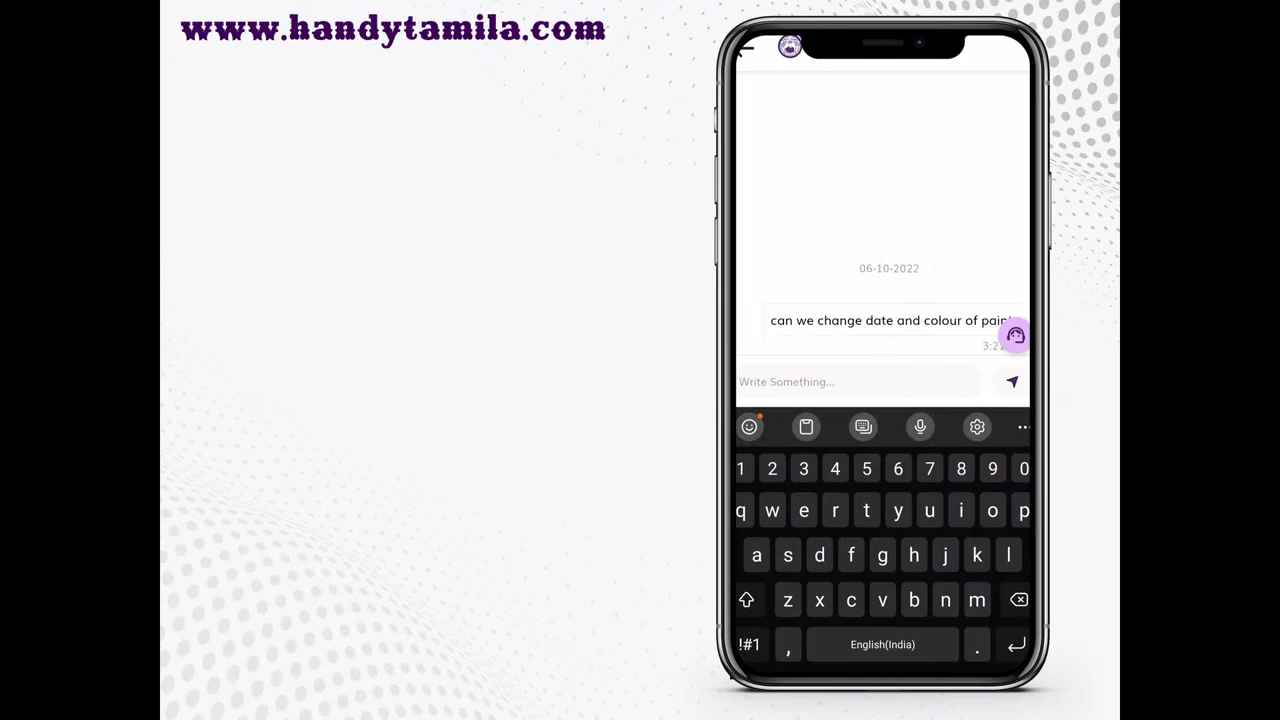 www.handytamila.com
06-10-2022
can we change date and colour of
Write Something...
1 2 3 4 5 6 7 8 9 0
q w e r t y u i o p
a s d f g h j k l
z x c v b n m
!#1 , English(India) .